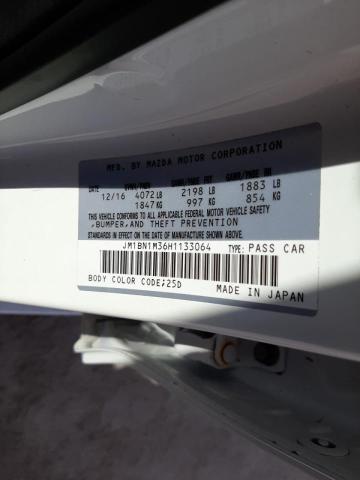 MFD. BY MAZDA MOTOR CORPORATION
GVWR/PNBV GAWR/PNBE FRT GAWR/PNBE RR
12/16 4072 LB 2198 LB 1883 LB
1847 KG 997 KG 854 KG
THIS VEHICLE CONFORMS TO ALL APPLICABLE FEDERAL MOTOR VEHICLE SAFETY
,BUMPER,AND THEFT PREVENTION
STANDARDS IN EFFECT ON THE DATE OF MANUFACTURE SHOWN ABOVE.
JM1BN1M36H1133064 TYPE: PASS CAR
BODY COLOR CODE;25D
MADE IN JAPAN